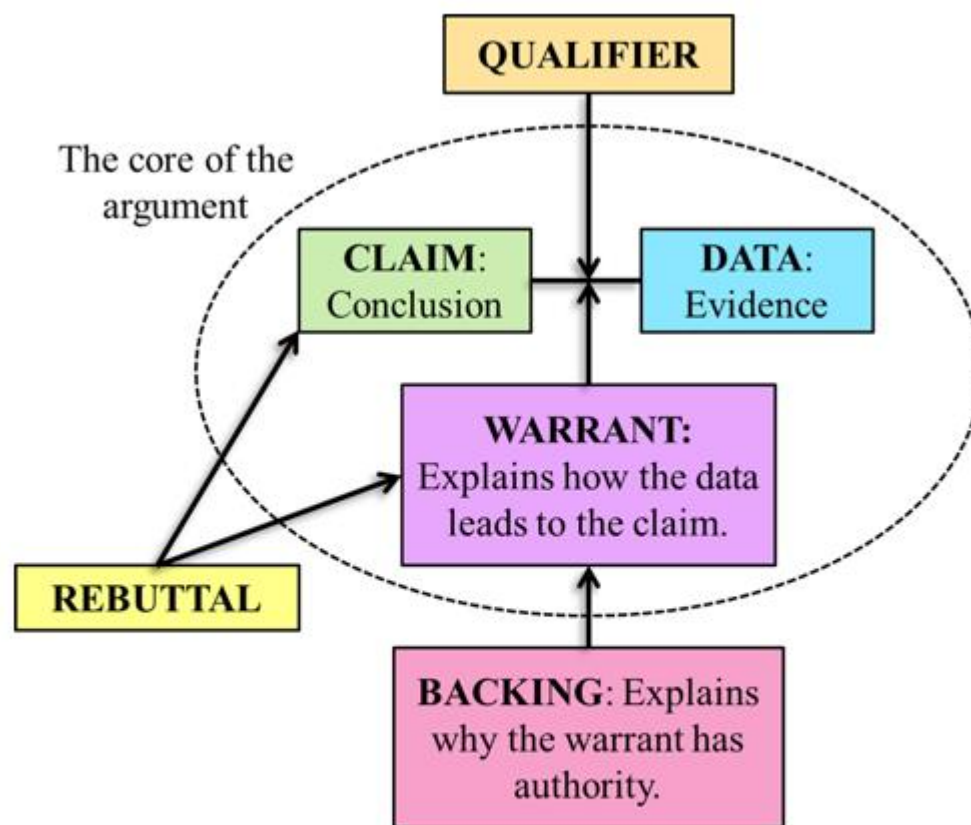 QUALIFIER
The core of the
argument
CLAIM:
Conclusion
DATA:
Evidence
WARRANT:
Explains how the data
leads to the claim.
REBUTTAL
BACKING: Explains
why the warrant has
authority.